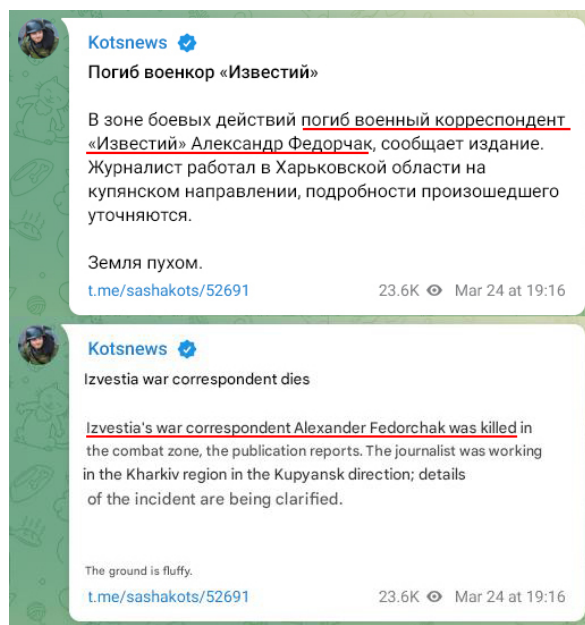 Kotsnews
Погиб военкор «Известий»
В зоне боевых действий погиб военный корреспондент
«Известий» Александр Федорчак, сообщает издание.
Журналист работал в Харьковской области на
купянском направлении, подробности произошедшего
уточняются.
Земля пухом.
t.me/sashakots/52691 23.6K Mar 24 at 19:16
Kotsnews
Izvestia war correspondent dies
Izvestia's war correspondent Alexander Fedorchak was killed in
the combat zone, the publication reports. The journalist was working
in the Kharkiv region in the Kupyansk direction; details
of the incident are being clarified.
The ground is fluffy.
t.me/sashakots/52691 23.6K Mar 24 at 19:16